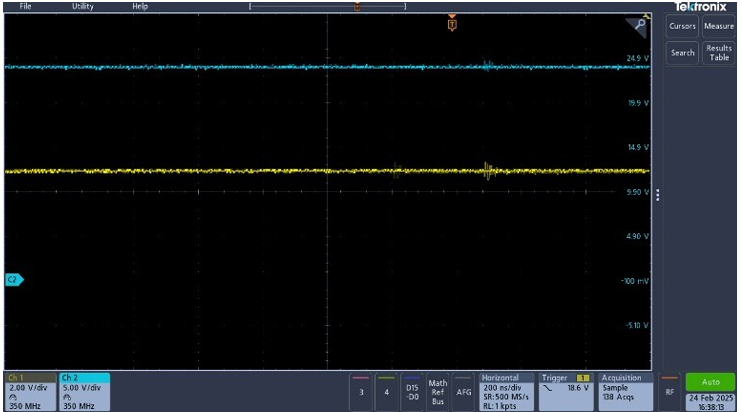 File Utility Help
Tektronix
Cursors Measure
Search Results
Table
T
T
24.9 V
19.9 V
14.9 V
9.90 V
4.90 V
C2
-100 mV
-5.10 V
Ch 1
2.00 V/div
350 MHz
Ch 2
5.00 V/div
350 MHz
3
4
D15
-D0
Math
Ref
Bus
AFG
Horizontal
200 ns/div
SR: 500 MS/s
RL: 1 kpts
Trigger 1
18.6 V
Acquisition
Sample
138 Acqs
RF
Auto
24 Feb 2025
16:38:13